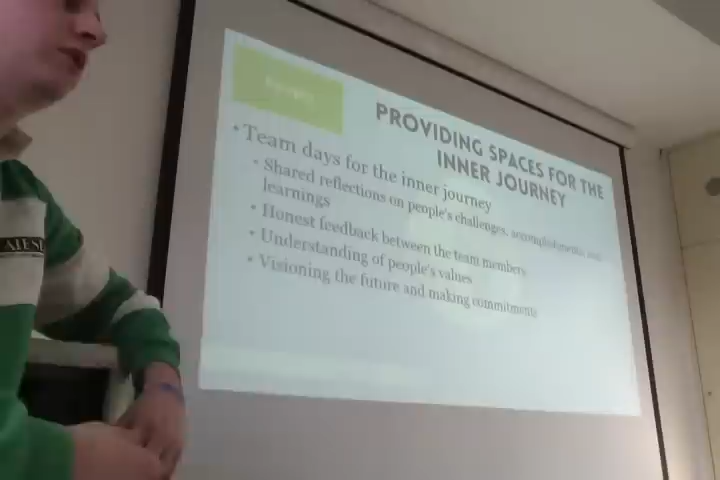 PROVIDING SPACES FOR THE
INNER JOURNEY
• Team days for the inner journey
• Shared reflections on people's challenges, accomplishments, and
learnings
• Honest feedback between the team members
• Understanding of people's values
• Visioning the future and making commitments